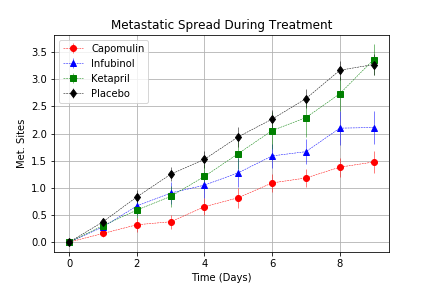 Metastatic Spread During Treatment
Capomulin
Infubinol
Ketapril
Placebo
3.5
3.0
2.5
2.0
1.5
1.0
0.5
0.0
Met. Sites
0 2 4 6 8
Time (Days)